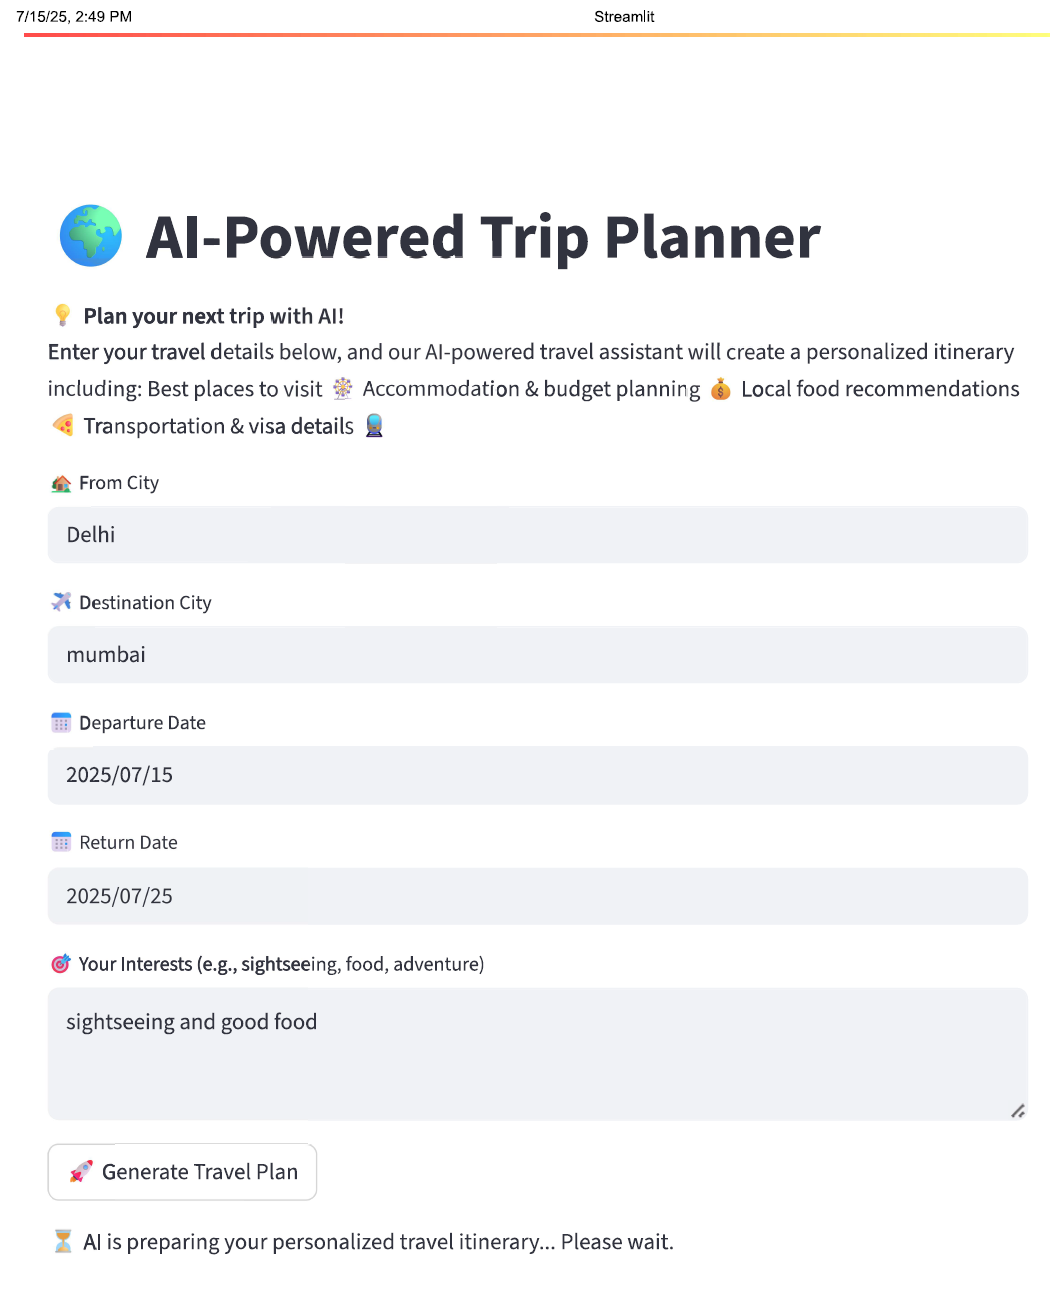 7/15/25, 2:49 PM Streamlit
🌍 AI-Powered Trip Planner
💡 Plan your next trip with AI!
Enter your travel details below, and our AI-powered travel assistant will create a personalized itinerary
including: Best places to visit 🎡 Accommodation & budget planning 💰 Local food recommendations
🍕 Transportation & visa details 🚆
🏡 From City
Delhi
✈️ Destination City
mumbai
📅 Departure Date
2025/07/15
📅 Return Date
2025/07/25
🎯 Your Interests (e.g., sightseeing, food, adventure)
sightseeing and good food
🚀 Generate Travel Plan
⏳ AI is preparing your personalized travel itinerary... Please wait.